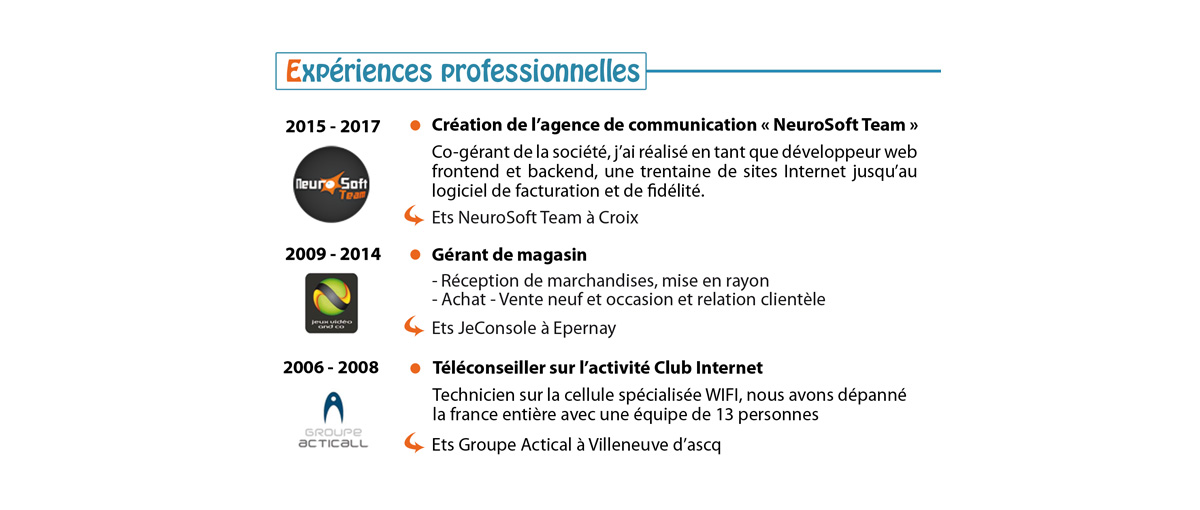 Expériences professionnelles
2015 - 2017
Création de l’agence de communication « NeuroSoft Team »
Co-gérant de la société, j’ai réalisé en tant que développeur web
frontend et backend, une trentaine de sites Internet jusqu’au
logiciel de facturation et de fidélité.
NeuroSoft
Team
Ets NeuroSoft Team à Croix
2009 - 2014
Gérant de magasin
- Réception de marchandises, mise en rayon
- Achat - Vente neuf et occasion et relation clientèle
jeux vidéo
and co
Ets JeConsole à Epernay
2006 - 2008
Téléconseiller sur l’activité Club Internet
Technicien sur la cellule spécialisée WIFI, nous avons dépanné
la france entière avec une équipe de 13 personnes
GROUPE
ACTICALL
Ets Groupe Actical à Villeneuve d’ascq